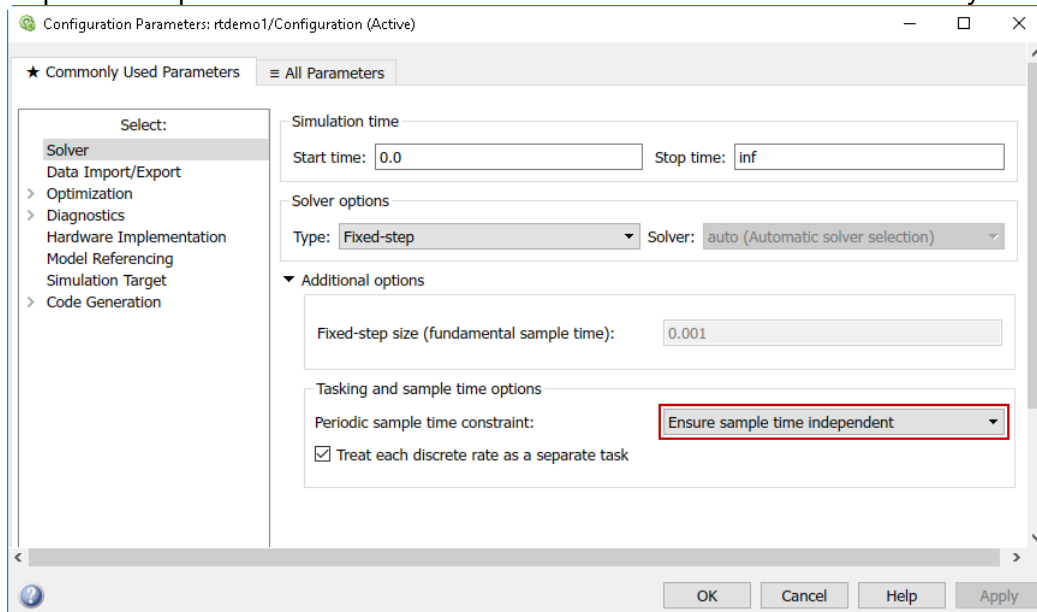 Configuration Parameters: rtdemo1/Configuration (Active)
★ Commonly Used Parameters
≡ All Parameters
Select:
Solver
Data Import/Export
Optimization
Diagnostics
Hardware Implementation
Model Referencing
Simulation Target
Code Generation
Simulation time
Start time: 0.0 Stop time: inf
Solver options
Type: Fixed-step Solver: auto (Automatic solver selection)
Additional options
Fixed-step size (fundamental sample time): 0.001
Tasking and sample time options
Periodic sample time constraint: Ensure sample time independent
Treat each discrete rate as a separate task
OK Cancel Help Apply